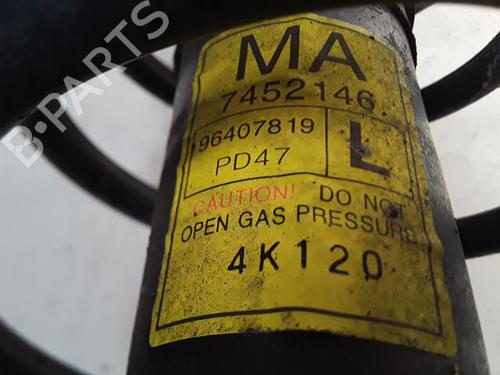 MA
7452146
96407819
L
PD47
CAUTION! DO NOT
OPEN GAS PRESSURE
4K120
B-PARTS